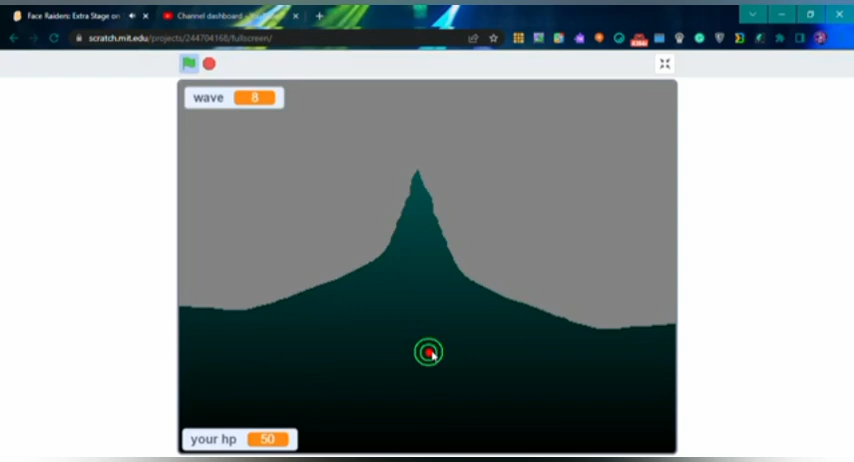 Face Raiders: Extra Stage on
Channel dashboard -
scratch.mit.edu/projects/244704168/fullscreen/
wave 8
your hp 50